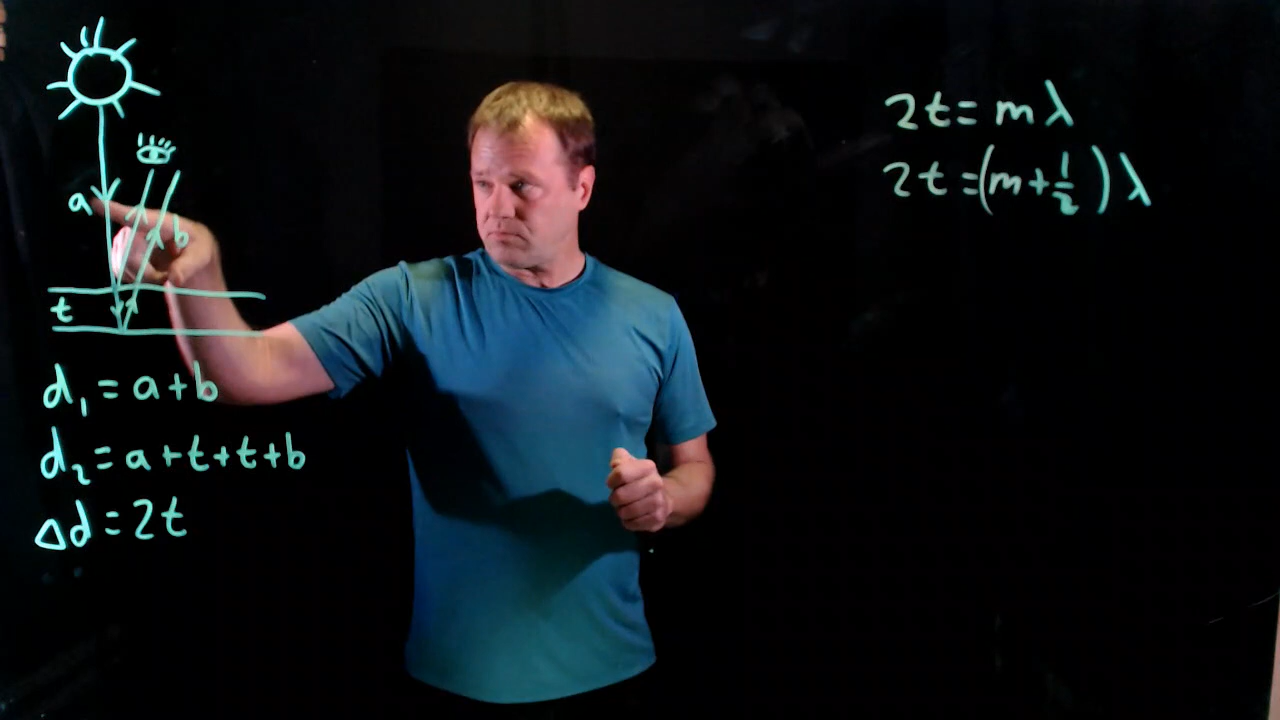 a
b
t
d₁ = a+b
d₂ = a+t+t+b
Δd = 2t
2t = mλ
2t = (m+½)λ